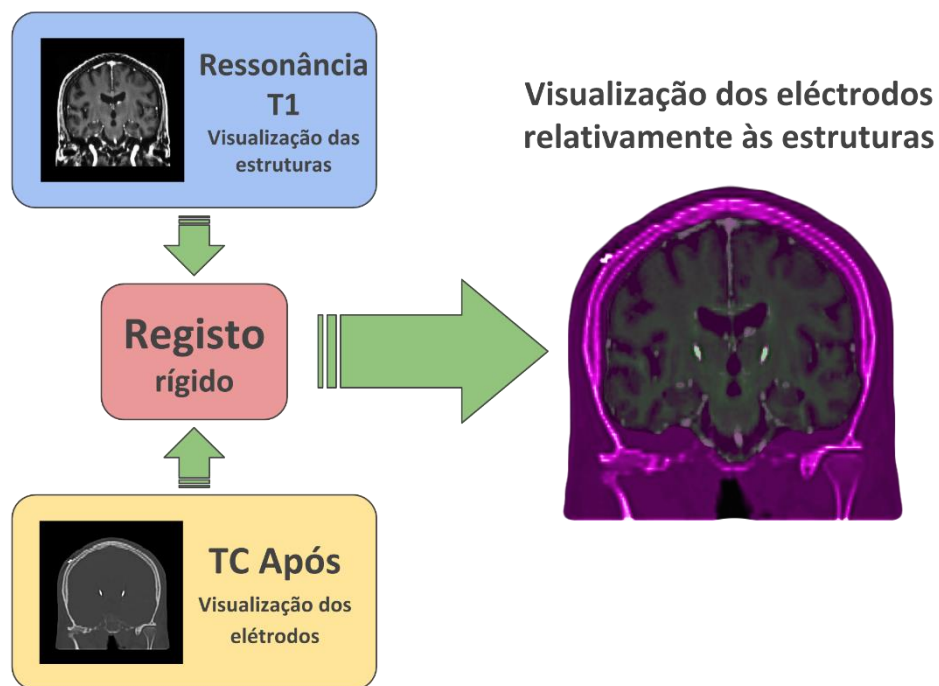 Ressonância
T1
Visualização das
estruturas
Visualização dos eléctrodos
relativamente às estruturas
Registo
rígido
TC Após
Visualização dos
elétrodos